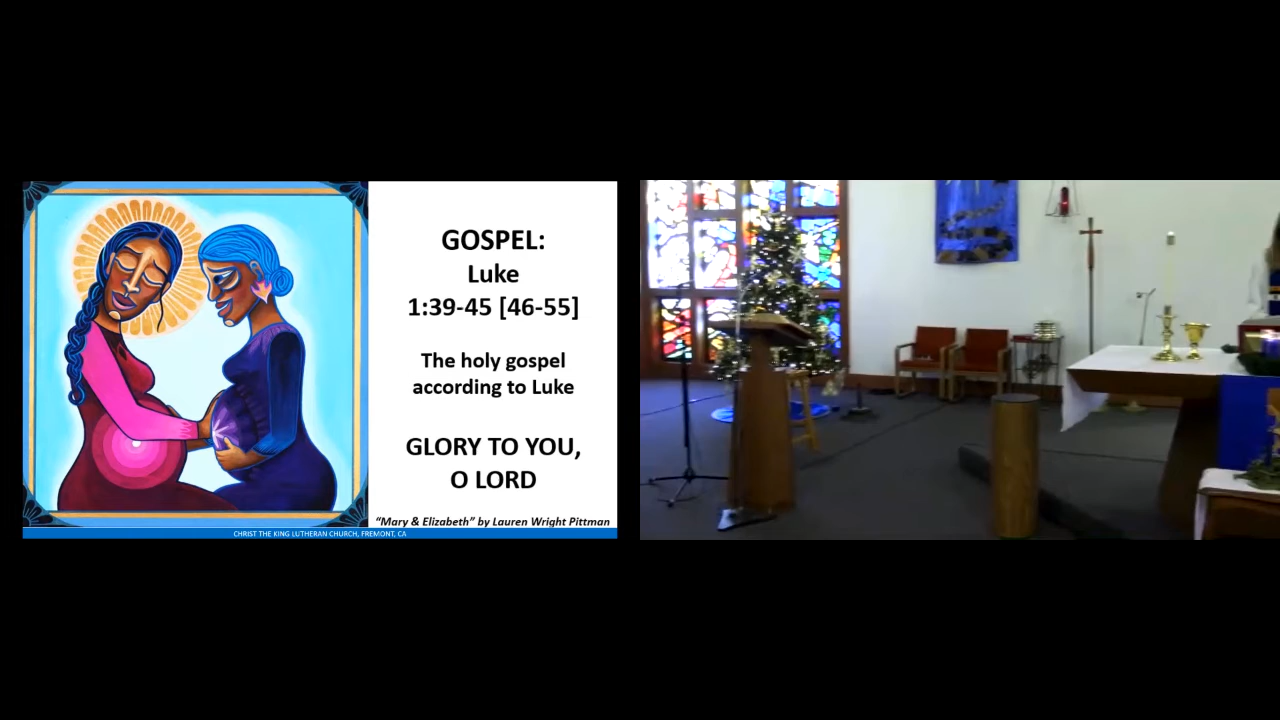 GOSPEL:
Luke
1:39-45 [46-55]
The holy gospel
according to Luke
GLORY TO YOU,
O LORD
“Mary & Elizabeth” by Lauren Wright Pittman
CHRIST THE KING LUTHERAN CHURCH, FREMONT, CA